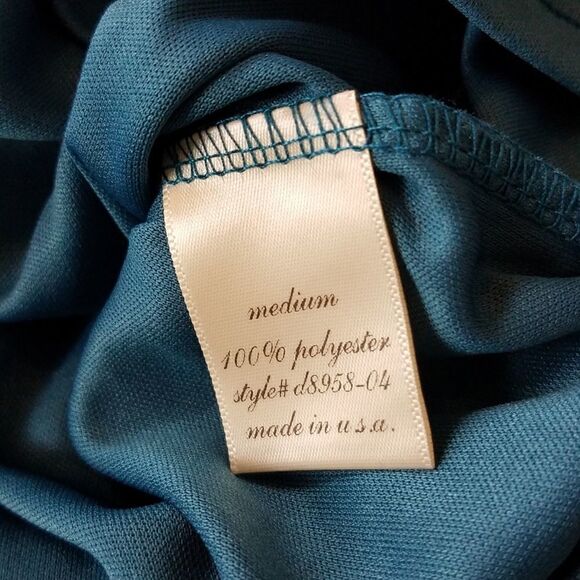 medium
100% polyester
style# d8958-04
made in u.s.a.